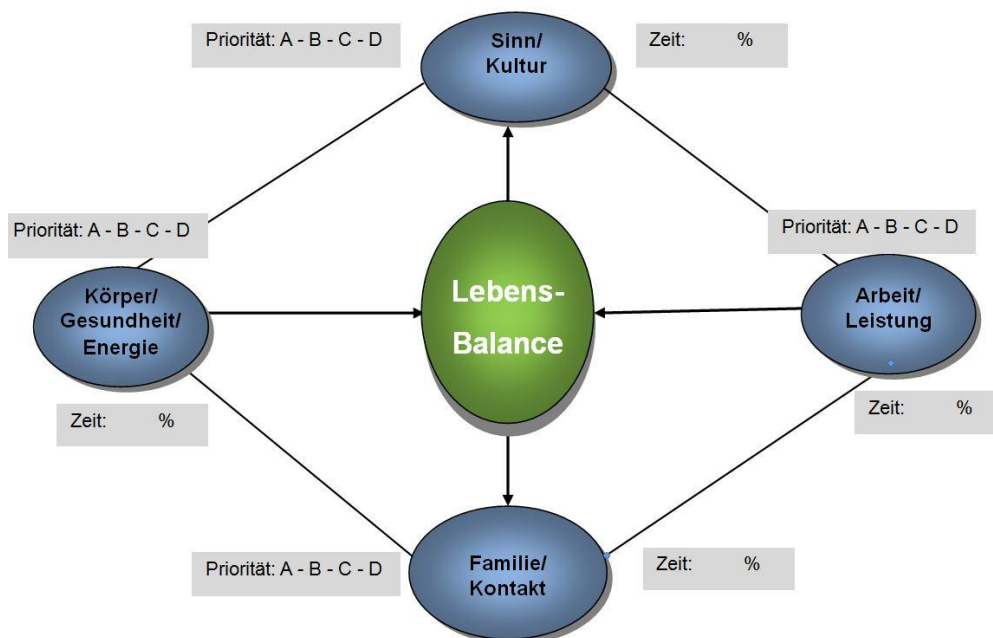 Priorität: A - B - C - D
Sinn/
Kultur
Zeit: %
Priorität: A - B - C - D
Priorität: A - B - C - D
Körper/
Gesundheit/
Energie
Lebens-
Balance
Arbeit/
Leistung
Zeit: %
Zeit: %
Priorität: A - B - C - D
Familie/
Kontakt
Zeit: %